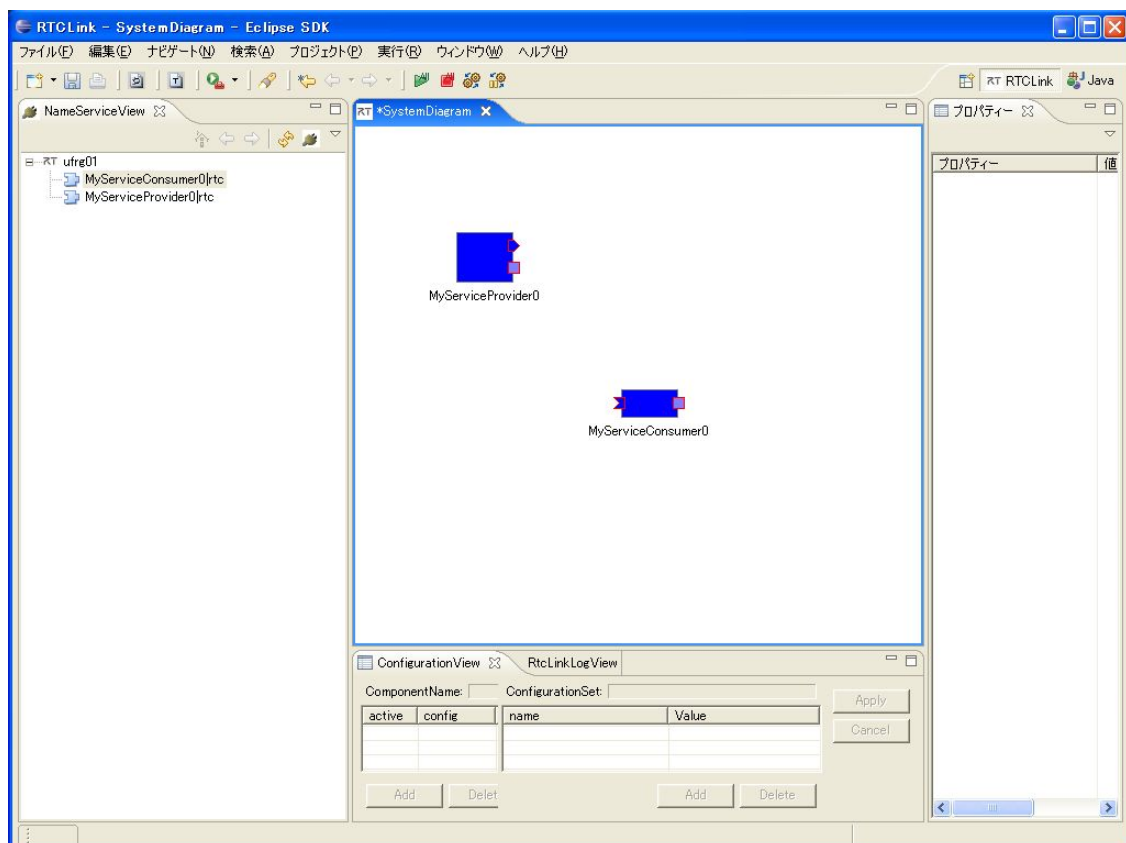 RTCLink - SystemDiagram - Eclipse SDK
ファイル(F) 編集(E) ナビゲート(N) 検索(A) プロジェクト(P) 実行(R) ウィンドウ(W) ヘルプ(H)
RT RTCLink Java
NameServiceView
RT *SystemDiagram
プロパティー
RT ufrg01
MyServiceConsumer0|rtc
MyServiceProvider0|rtc
プロパティー 値
MyServiceProvider0
MyServiceConsumer0
ConfigurationView RtcLinkLogView
ComponentName: ConfigurationSet:
active config name Value
Apply
Cancel
Add Delet Add Delete